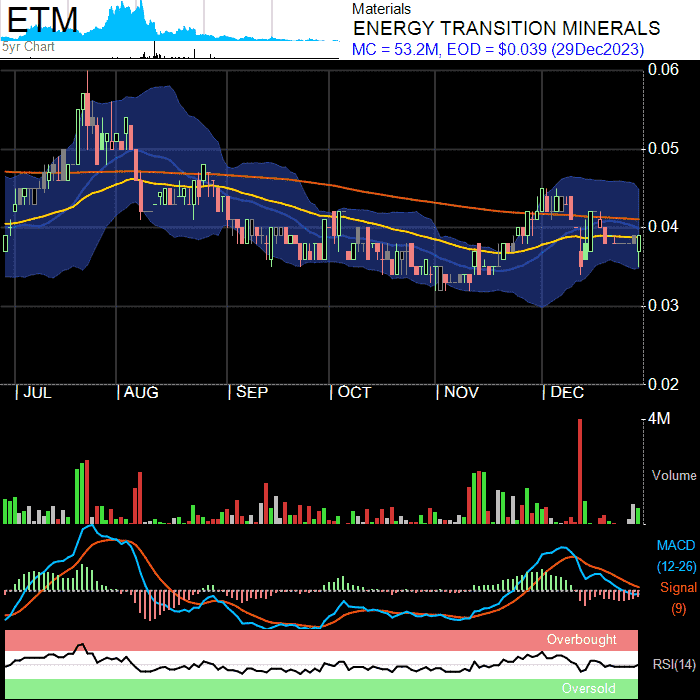 ETM
5yr Chart
Materials
ENERGY TRANSITION MINERALS
MC = 53.2M, EOD = $0.039 (29Dec2023)
0.06
0.05
0.04
0.03
0.02
JUL AUG SEP OCT NOV DEC
4M
Volume
MACD
(12-26)
Signal
(9)
Overbought
RSI(14)
Oversold